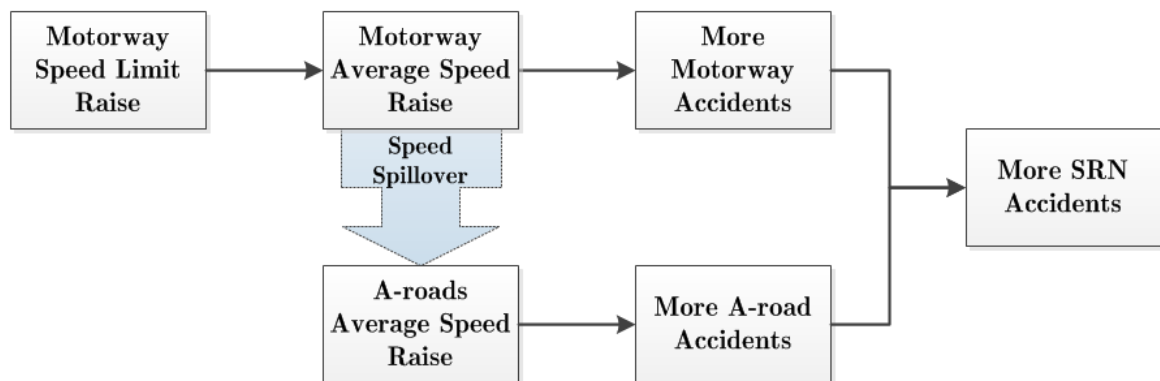 Motorway
Speed Limit
Raise
Motorway
Average Speed
Raise
More
Motorway
Accidents
Speed
Spillover
More SRN
Accidents
A-roads
Average Speed
Raise
More A-road
Accidents